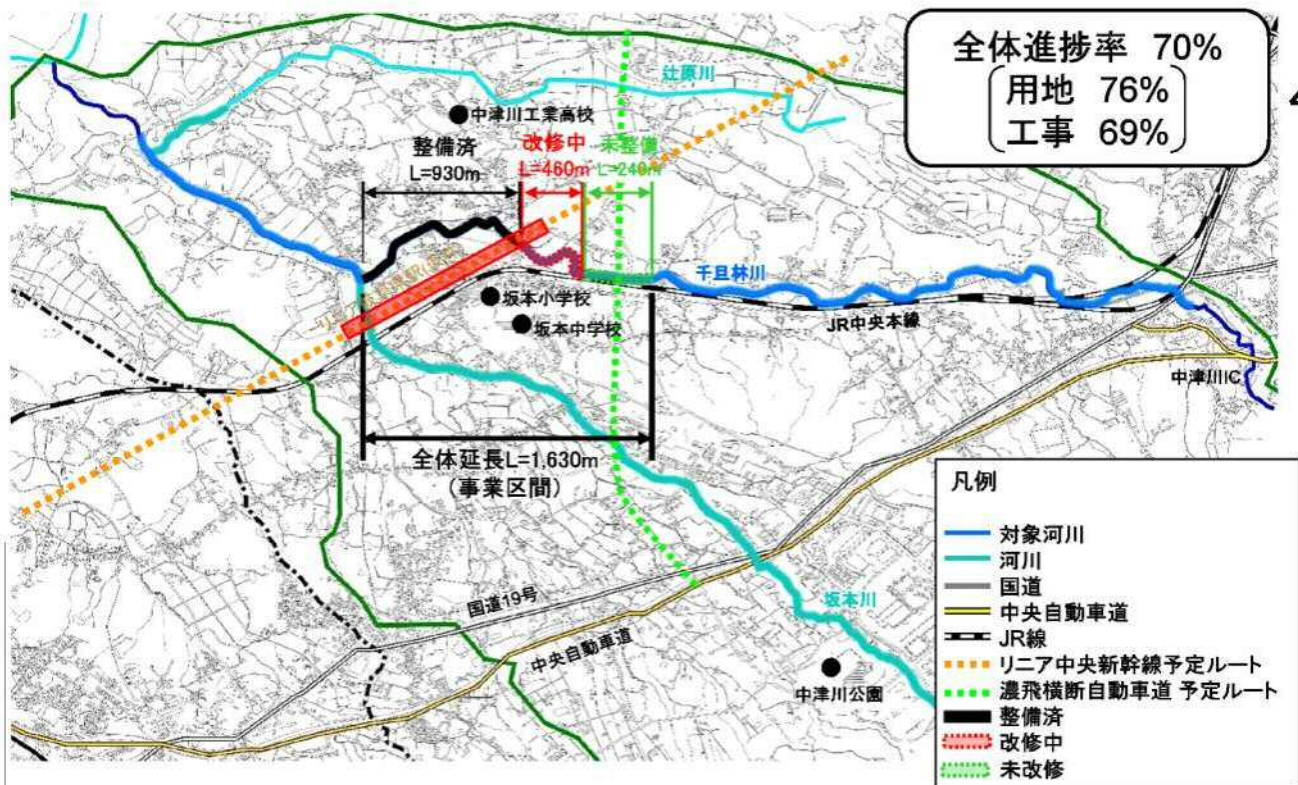 全体進捗率 70%
用地 76%
工事 69%
辻原川
中津川工業高校
整備済
L=930m
改修中
L=460m
未整備
L=240m
千旦林川
坂本小学校
坂本中学校
JR中央本線
中津川IC
全体延長L=1,630m
(事業区間)
国道19号
中央自動車道
坂本川
中津川公園
凡例
対象河川
河川
国道
中央自動車道
JR線
リニア中央新幹線予定ルート
濃飛横断自動車道 予定ルート
整備済
改修中
未改修